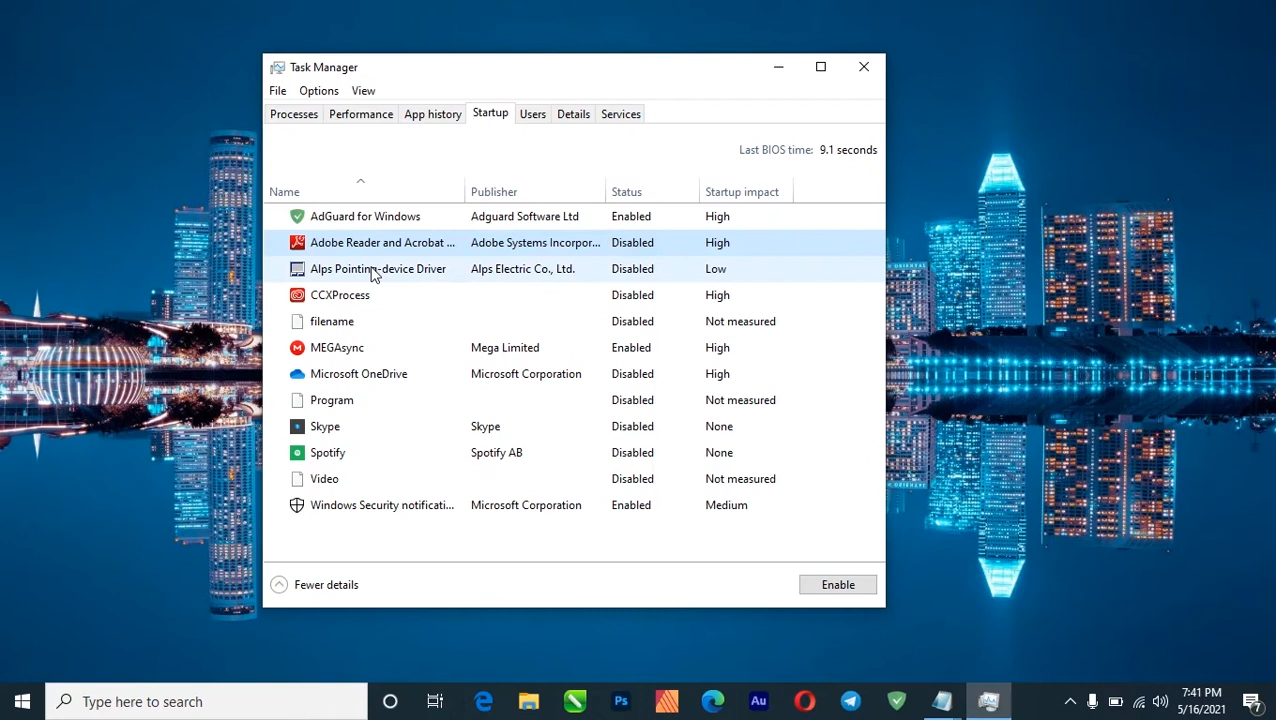 Task Manager
File Options View
Processes Performance App history Startup Users Details Services
Last BIOS time: 9.1 seconds
Name Publisher Status Startup impact
AdGuard for Windows Adguard Software Ltd Enabled High
Adobe Reader and Acrobat ... Adobe Systems Incorpor... Disabled High
Alps Pointing-device Driver Alps Electric Co., Ltd. Disabled Low
CCXProcess Disabled High
filename Disabled Not measured
MEGAsync Mega Limited Enabled High
Microsoft OneDrive Microsoft Corporation Disabled High
Program Disabled Not measured
Skype Skype Disabled None
Spotify Spotify AB Disabled None
Video Disabled Not measured
Windows Security notificati... Microsoft Corporation Enabled Medium
Fewer details Enable
Type here to search
Ps
Au
7:41 PM
5/16/2021
7